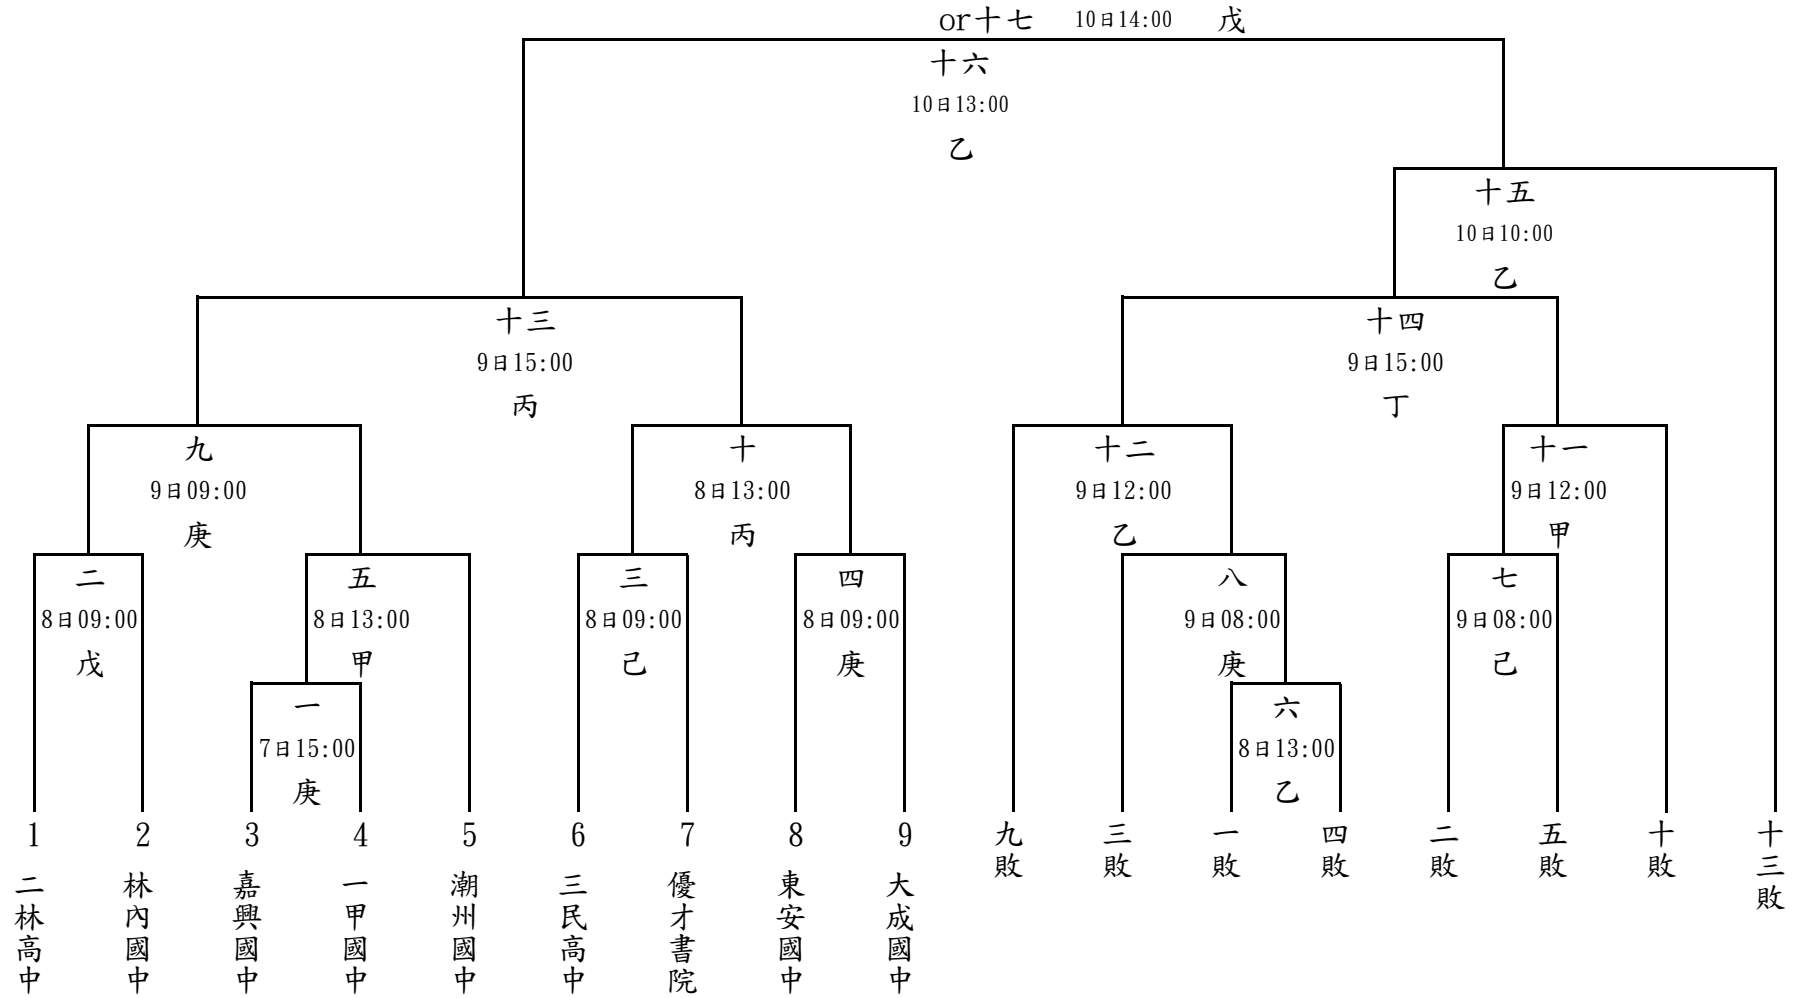 or十七 10日14:00 戊
十六
10日13:00
乙
十五
10日10:00
乙
十三 十四
9日15:00 9日15:00
丙 丁
九 十 十二 十一
9日09:00 8日13:00 9日12:00 9日12:00
庚 丙 乙 甲
二 五 三 四 八 七
8日09:00 8日13:00 8日09:00 8日09:00 9日08:00 9日08:00
戊 甲 己 庚 庚 己
一 六
7日15:00 8日13:00
庚 乙
1 2 3 4 5 6 7 8 9
二林高中
林內國中
嘉興國中
一甲國中
潮州國中
三民高中
優才書院
東安國中
大成國中
九敗
三敗
一敗
四敗
二敗
五敗
十敗
十三敗